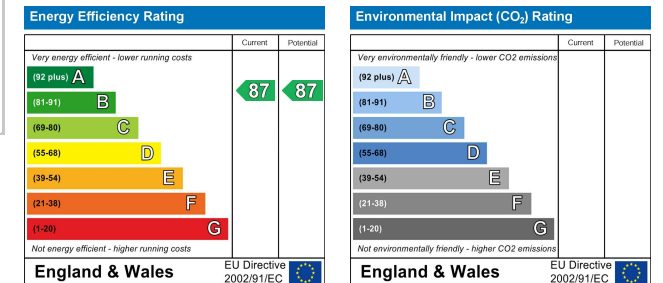 Energy Efficiency Rating
Current Potential
Very energy efficient - lower running costs
(92 plus) A
(81-91) B
87 87
(69-80) C
(55-68) D
(39-54) E
(21-38) F
(1-20) G
Not energy efficient - higher running costs
England & Wales
EU Directive
2002/91/EC
Environmental Impact (CO₂) Rating
Current Potential
Very environmentally friendly - lower CO2 emissions
(92 plus) A
(81-91) B
(69-80) C
(55-68) D
(39-54) E
(21-38) F
(1-20) G
Not environmentally friendly - higher CO2 emissions
England & Wales
EU Directive
2002/91/EC